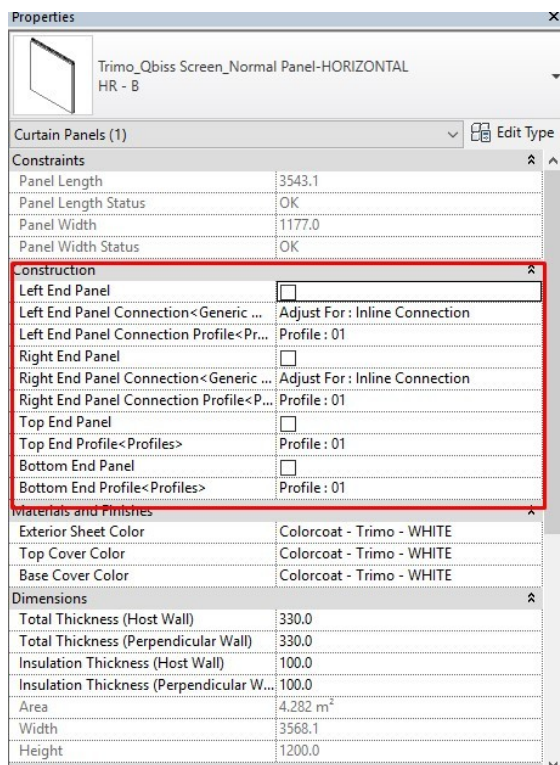 Properties
Trimo_Qbiss Screen_Normal Panel-HORIZONTAL
HR - B
Curtain Panels (1) Edit Type
Constraints
Panel Length 3543.1
Panel Length Status OK
Panel Width 1177.0
Panel Width Status OK
Construction
Left End Panel
Left End Panel Connection<Generic ... Adjust For : Inline Connection
Left End Panel Connection Profile<Pr... Profile : 01
Right End Panel
Right End Panel Connection<Generic ... Adjust For : Inline Connection
Right End Panel Connection Profile<P... Profile : 01
Top End Panel
Top End Profile<Profiles> Profile : 01
Bottom End Panel
Bottom End Profile<Profiles> Profile : 01
Materials and Finishes
Exterior Sheet Color Colorcoat - Trimo - WHITE
Top Cover Color Colorcoat - Trimo - WHITE
Base Cover Color Colorcoat - Trimo - WHITE
Dimensions
Total Thickness (Host Wall) 330.0
Total Thickness (Perpendicular Wall) 330.0
Insulation Thickness (Host Wall) 100.0
Insulation Thickness (Perpendicular W... 100.0
Area 4.282 m²
Width 3568.1
Height 1200.0